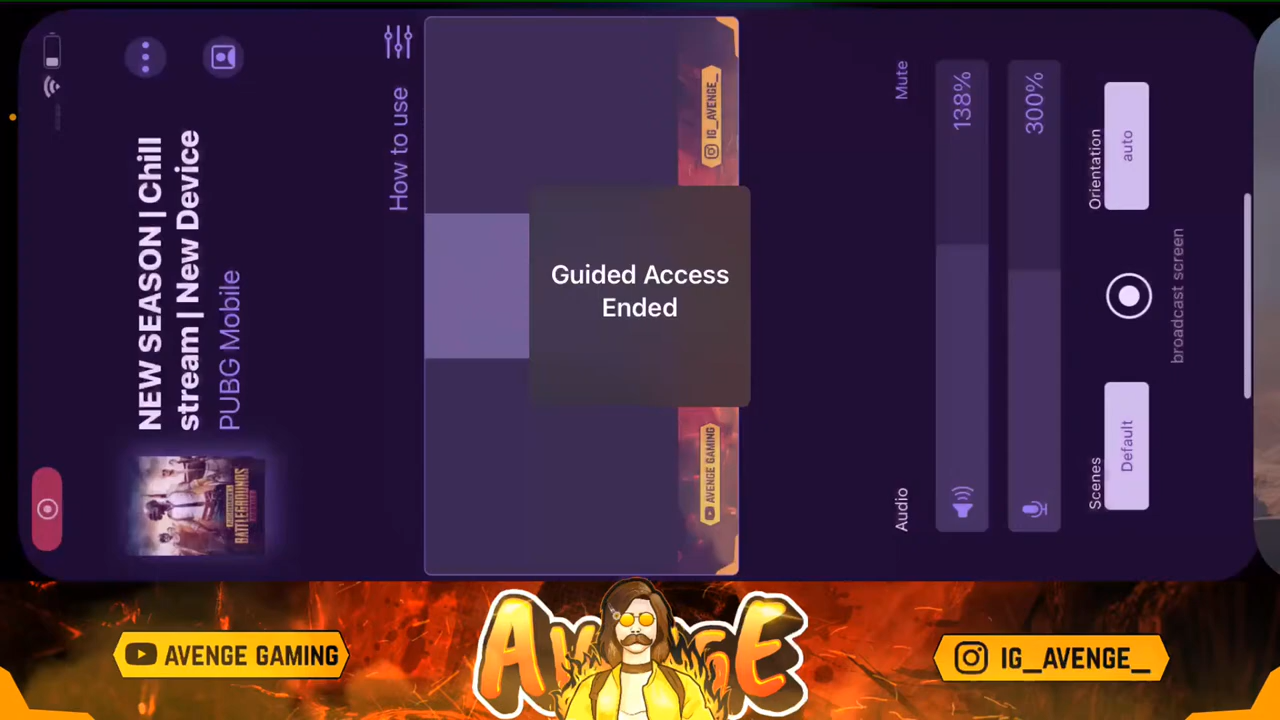 NEW SEASON | Chill
stream | New Device
PUBG Mobile
How to use
IG_AVENGE_
AVENGE GAMING
Guided Access
Ended
Audio
Mute
138%
300%
Scenes
Default
Orientation
auto
broadcast screen
BATTLEGROUNDS
AVENGE GAMING
AVENGE
IG_AVENGE_